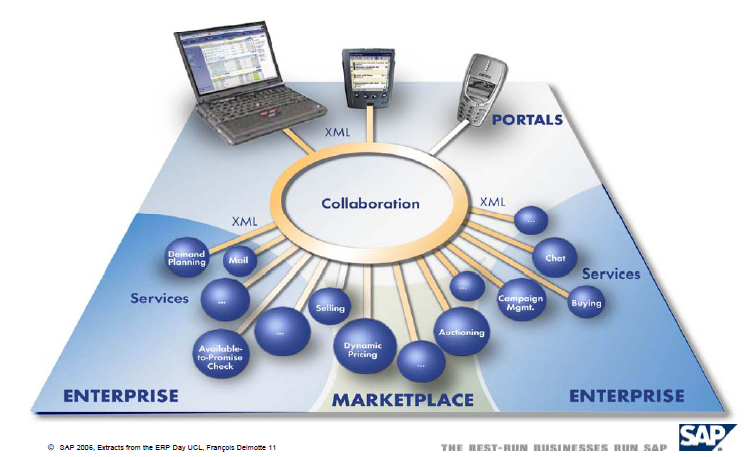 XML
PORTALS
Collaboration
XML
XML
...
Demand
Planning
Mail
Chat
Services
Services
...
...
Campaign
Mgmt.
Buying
Selling
...
Auctioning
Available-
to-Promise
Check
Dynamic
Pricing
...
ENTERPRISE
MARKETPLACE
ENTERPRISE
© SAP 2006, Extracts from the ERP Day UCL, François Delmotte 11
THE BEST-RUN BUSINESSES RUN SAP
SAP